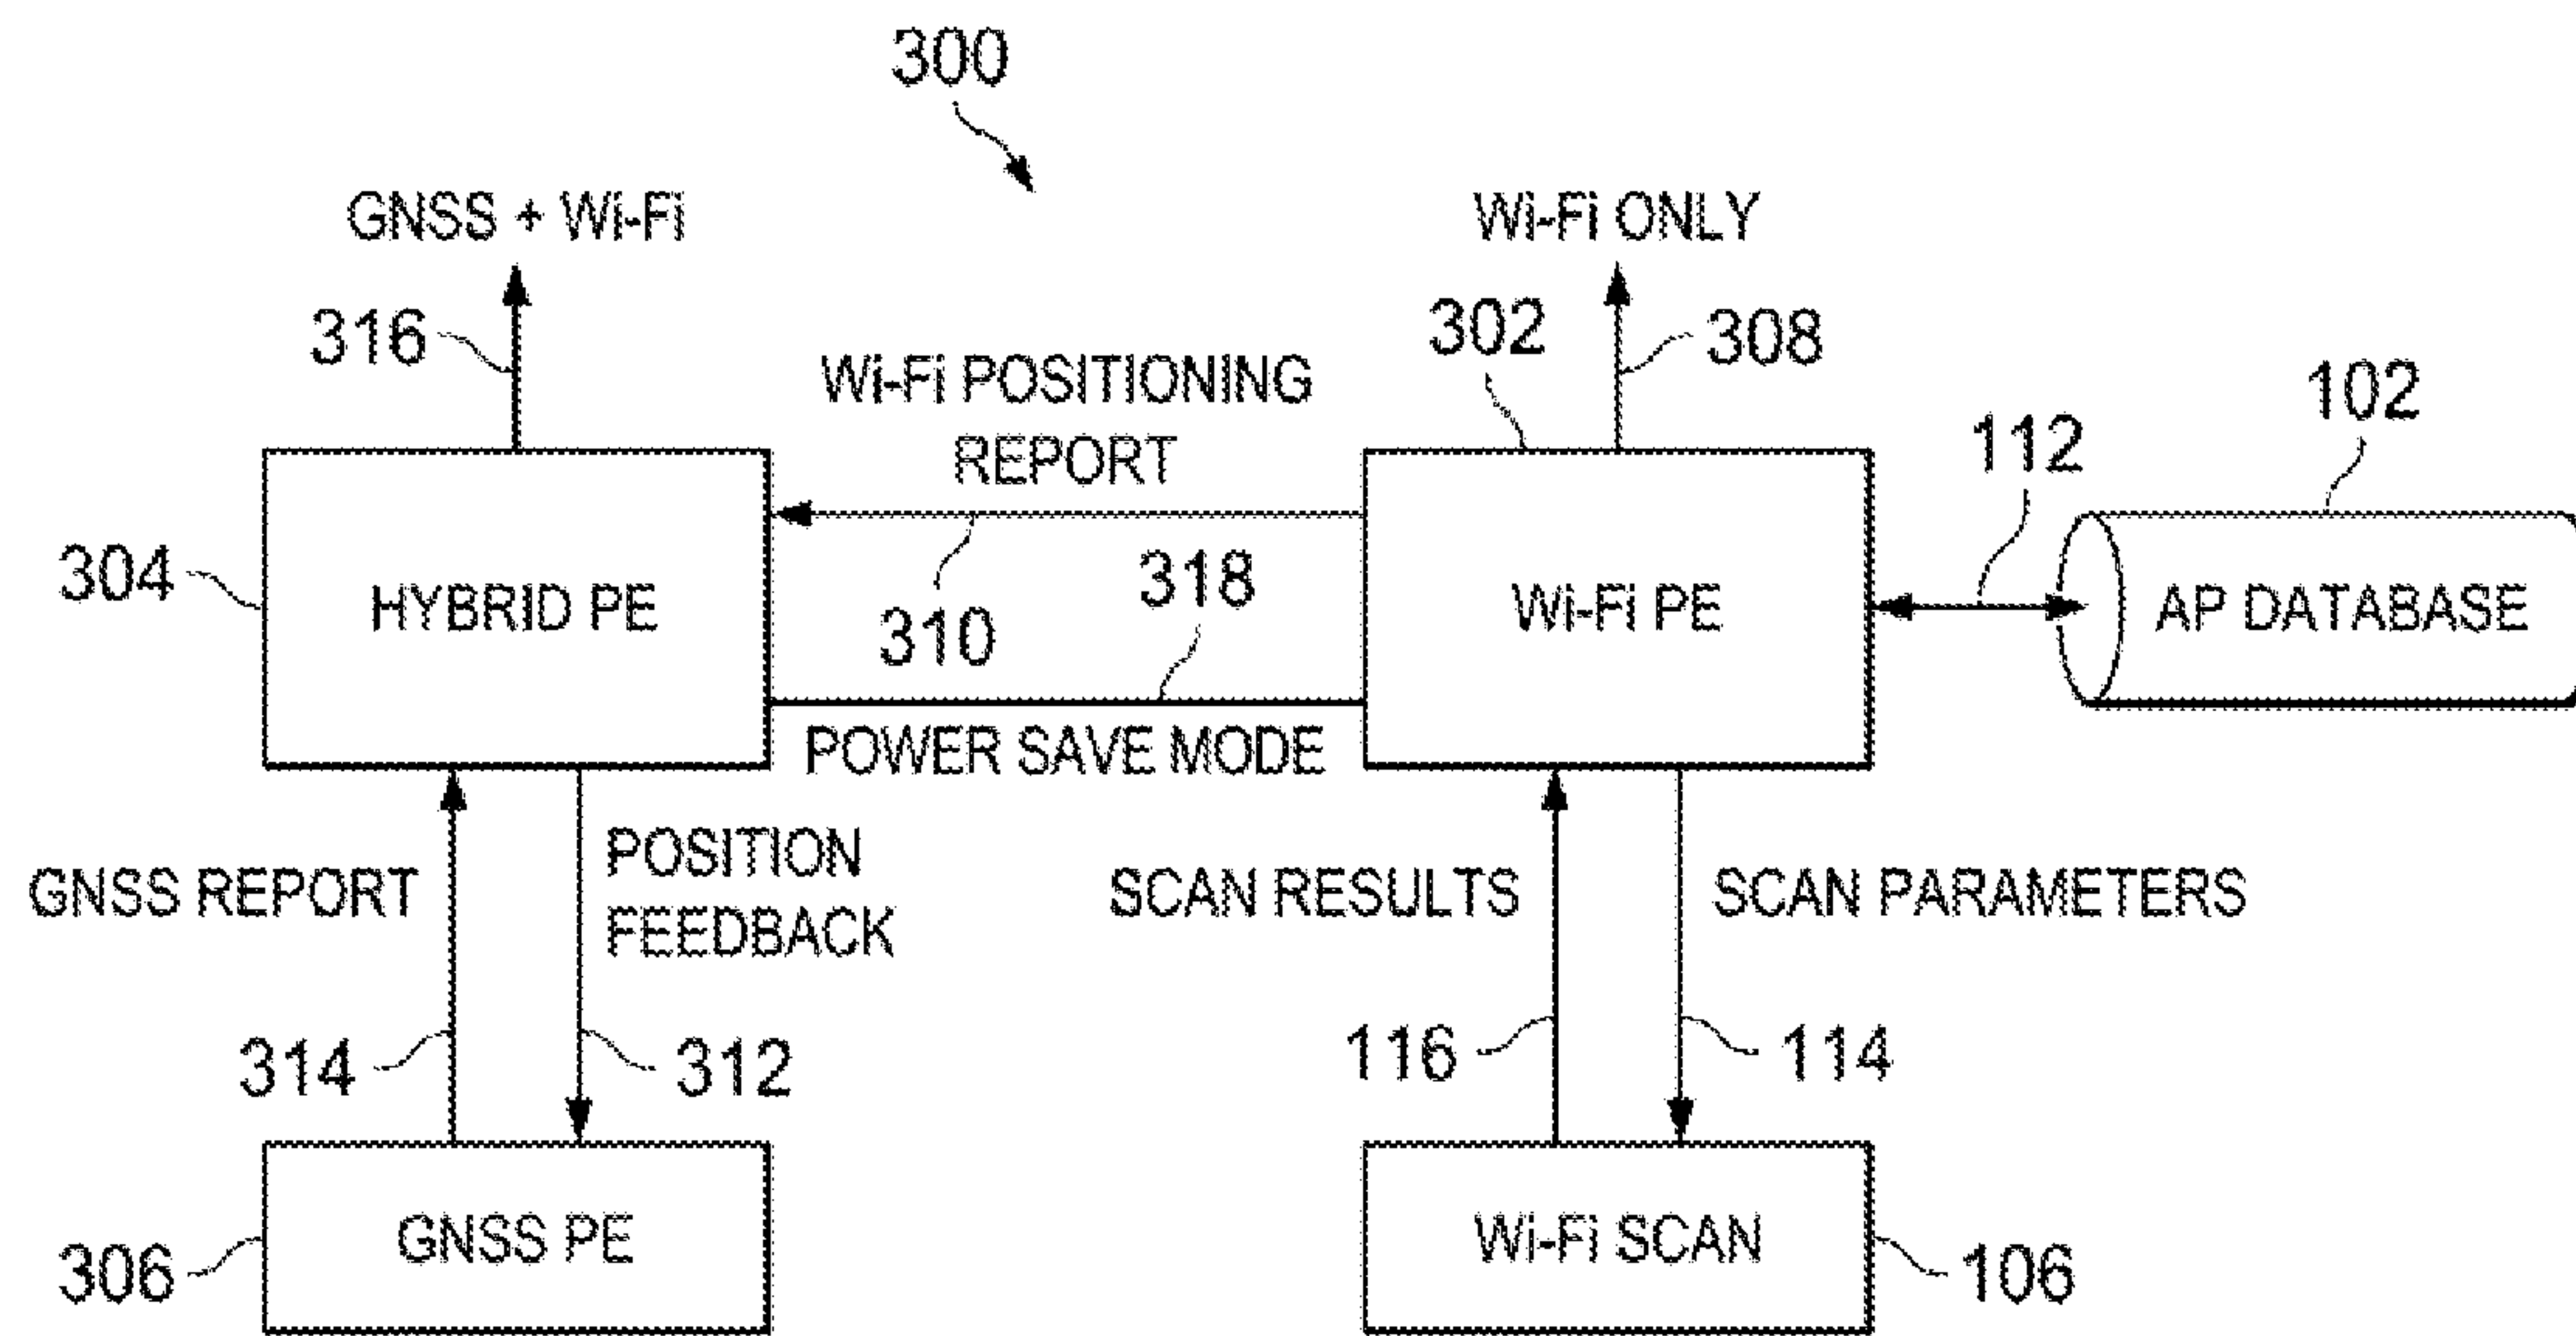 300
GNSS + Wi-Fi
Wi-Fi ONLY
316
302
308
Wi-Fi POSITIONING
REPORT
102
112
304
HYBRID PE
310
318
Wi-Fi PE
AP DATABASE
POWER SAVE MODE
GNSS REPORT
POSITION
FEEDBACK
SCAN RESULTS
SCAN PARAMETERS
314
312
116
114
306
GNSS PE
Wi-Fi SCAN
106